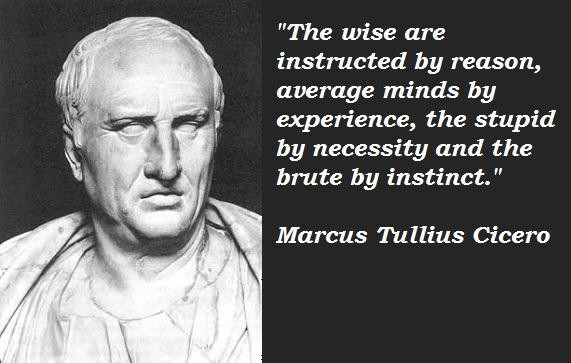 "The wise are
instructed by reason,
average minds by
experience, the stupid
by necessity and the
brute by instinct."
Marcus Tullius Cicero